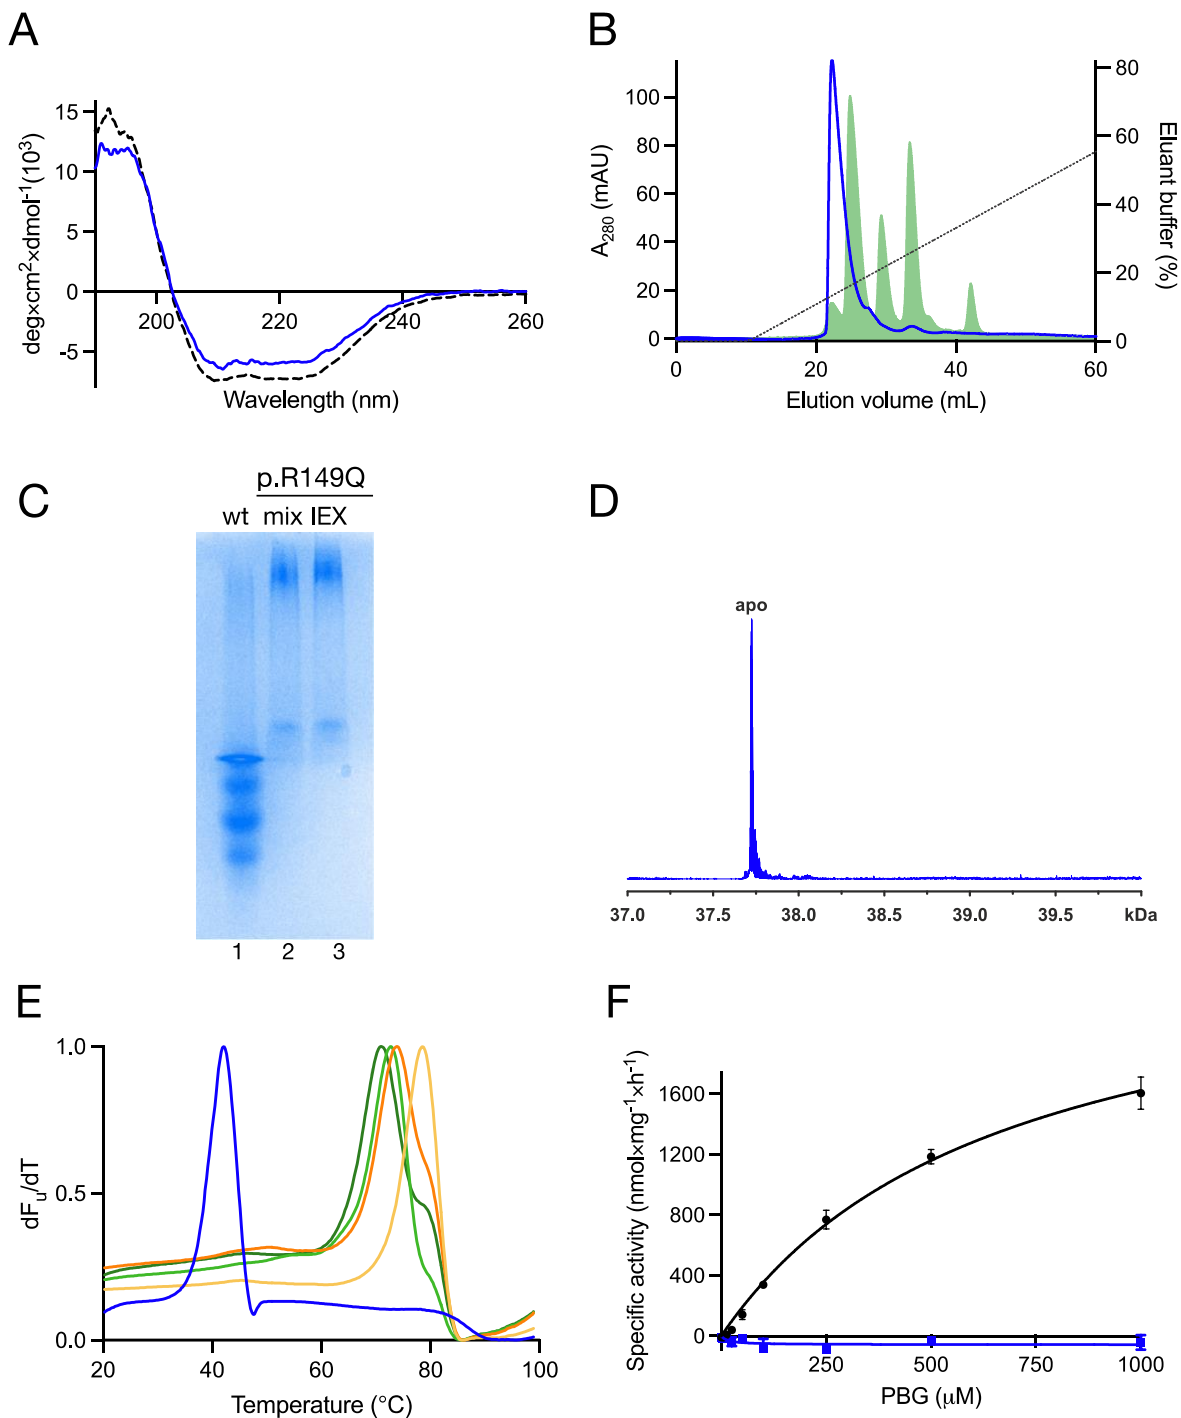 A
15
10
5
0
-5
200
220
240
260
deg×cm²×dmol⁻¹(10³)
Wavelength (nm)
B
100
80
60
40
20
0
80
60
40
20
0
0
20
40
60
A₂₈₀ (mAU)
Eluant buffer (%)
Elution volume (mL)
C
p.R149Q
wt mix IEX
1 2 3
D
apo
37.0 37.5 38.0 38.5 39.0 39.5 kDa
E
1.0
0.5
0.0
20 40 60 80 100
dFᵤ/dT
Temperature (°C)
F
1600
1200
800
400
0
250 500 750 1000
Specific activity (nmol×mg⁻¹×h⁻¹)
PBG (μM)